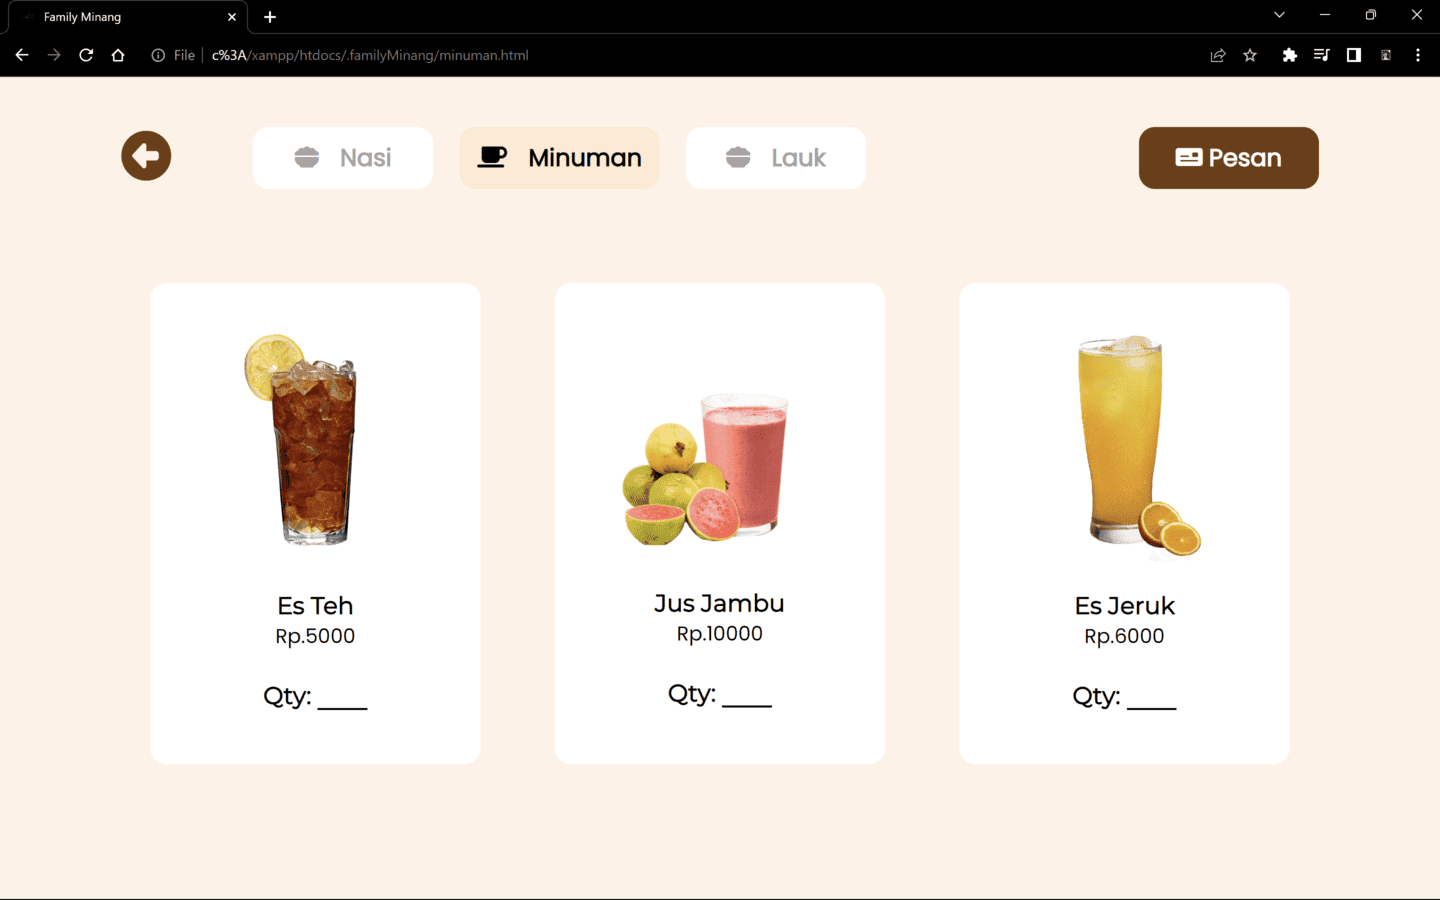 Family Minang
File
c%3A/xampp/htdocs/.familyMinang/minuman.html
Nasi
Minuman
Lauk
Pesan
Es Teh
Rp.5000
Qty: ____
Jus Jambu
Rp.10000
Qty: ____
Es Jeruk
Rp.6000
Qty: ____